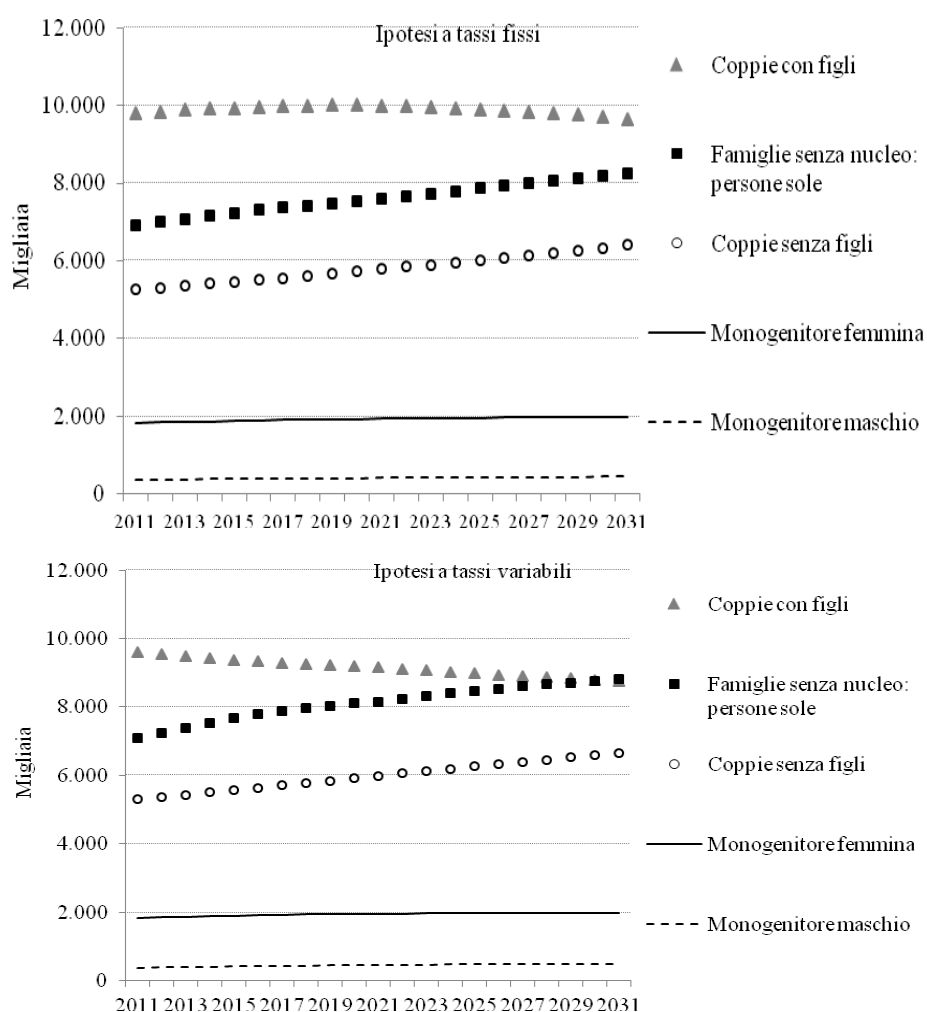 Ipotesi a tassi fissi
12.000
10.000
8.000
6.000
4.000
2.000
0
Migliaia
2011 2013 2015 2017 2019 2021 2023 2025 2027 2029 2031
Coppie con figli
Famiglie senza nucleo:
persone sole
Coppie senza figli
Monogenitore femmina
Monogenitore maschio
Ipotesi a tassi variabili
12.000
10.000
8.000
6.000
4.000
2.000
0
Migliaia
2011 2013 2015 2017 2019 2021 2023 2025 2027 2029 2031
Coppie con figli
Famiglie senza nucleo:
persone sole
Coppie senza figli
Monogenitore femmina
Monogenitore maschio